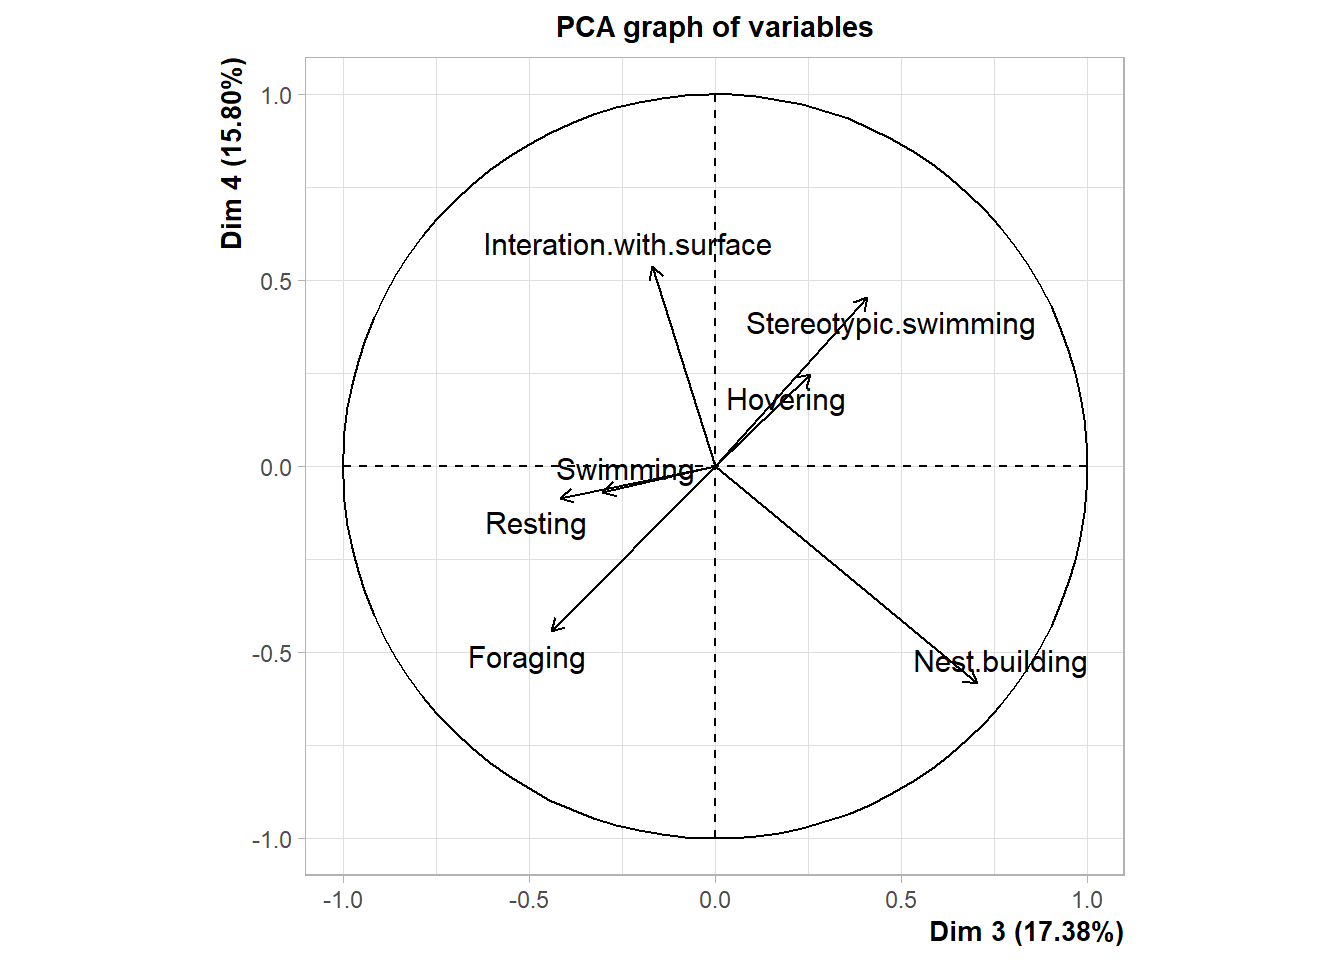 PCA graph of variables
Dim 4 (15.80%)
1.0
0.5
0.0
-0.5
-1.0
Interation.with.surface
Stereotypic.swimming
Hovering
Swimming
Resting
Foraging
Nest.building
-1.0
-0.5
0.0
0.5
1.0
Dim 3 (17.38%)